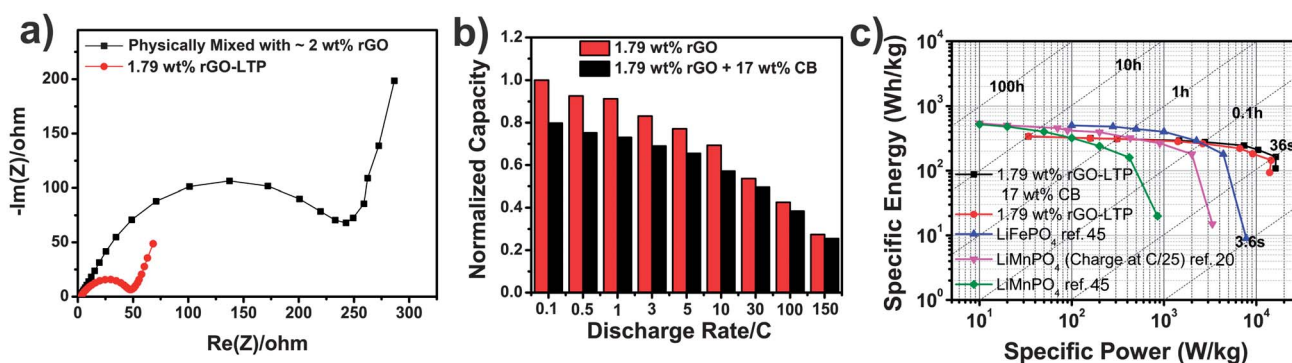 a)
Physically Mixed with ~ 2 wt% rGO
1.79 wt% rGO-LTP
-Im(Z)/ohm
200
150
100
50
0
0 50 100 150 200 250 300
Re(Z)/ohm
b)
1.79 wt% rGO
1.79 wt% rGO + 17 wt% CB
Normalized Capacity
1.2
1.0
0.8
0.6
0.4
0.2
0.0
0.1 0.5 1 3 5 10 30 100 150
Discharge Rate/C
c)
Specific Energy (Wh/kg)
10⁴
10³
10²
10¹
10⁰
100h
10h
1h
0.1h
36s
3.6s
1.79 wt% rGO-LTP
17 wt% CB
1.79 wt% rGO-LTP
LiFePO₄ ref. 45
LiMnPO₄ (Charge at C/25) ref. 20
LiMnPO₄ ref. 45
10¹ 10² 10³ 10⁴
Specific Power (W/kg)